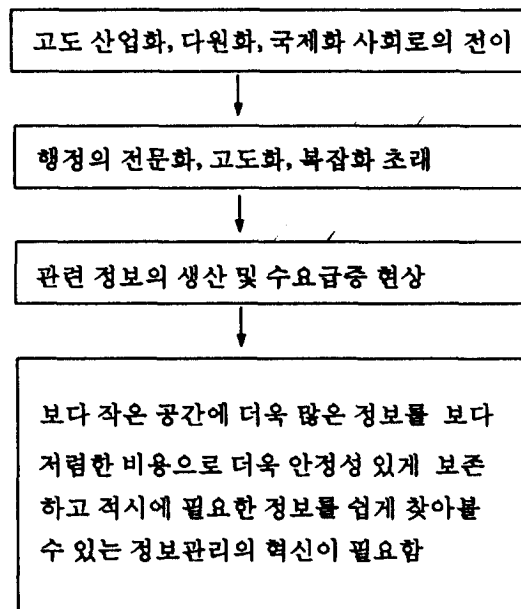 고도 산업화, 다원화, 국제화 사회로의 전이
행정의 전문화, 고도화, 복잡화 초래
관련 정보의 생산 및 수요급증 현상
보다 작은 공간에 더욱 많은 정보를 보다
저렴한 비용으로 더욱 안정성 있게 보존
하고 적시에 필요한 정보를 쉽게 찾아볼
수 있는 정보관리의 혁신이 필요함